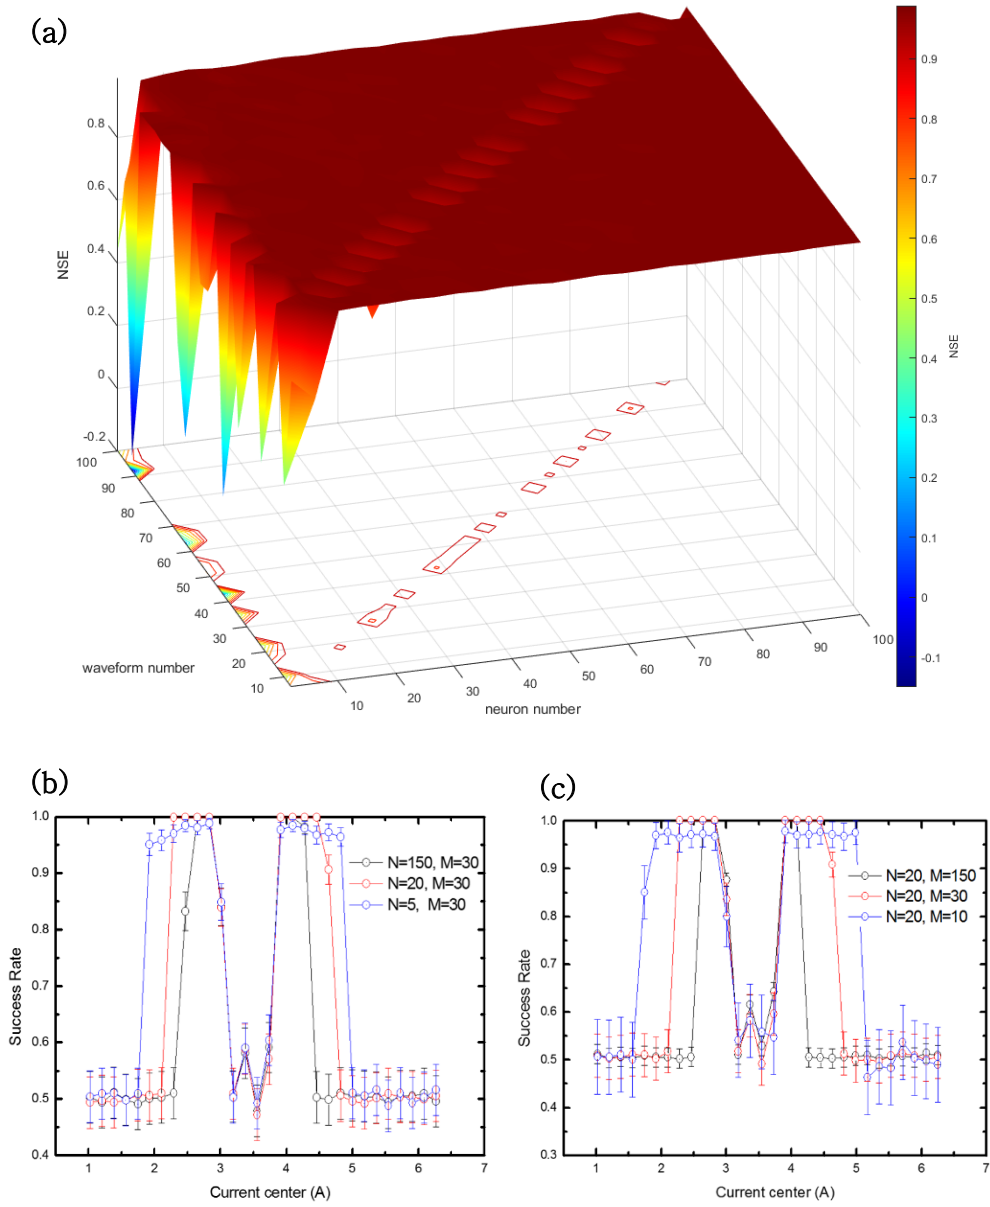 (a)
0.8
0.6
0.4
0.2
0
-0.2
NSE
100
90
80
70
60
50
40
30
20
10
waveform number
10
20
30
40
50
60
70
80
90
100
neuron number
0.9
0.8
0.7
0.6
0.5
0.4
0.3
0.2
0.1
0
-0.1
NSE
(b)
1.0
0.9
0.8
0.7
0.6
0.5
0.4
Success Rate
N=150, M=30
N=20, M=30
N=5, M=30
1 2 3 4 5 6 7
Current center (A)
(c)
1.0
0.9
0.8
0.7
0.6
0.5
0.4
0.3
Success Rate
N=20, M=150
N=20, M=30
N=20, M=10
1 2 3 4 5 6 7
Current center (A)